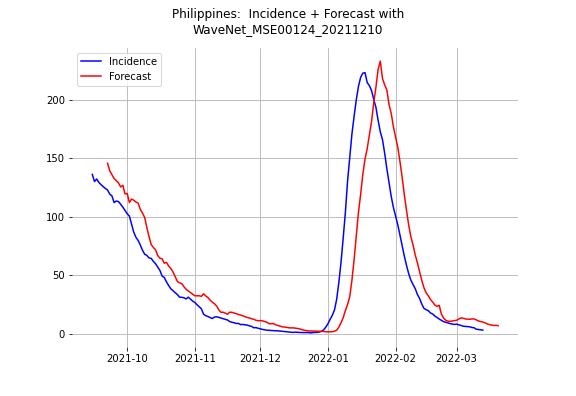 Philippines:  Incidence + Forecast with
WaveNet_MSE00124_20211210
Incidence
Forecast
200
150
100
50
0
2021-10
2021-11
2021-12
2022-01
2022-02
2022-03